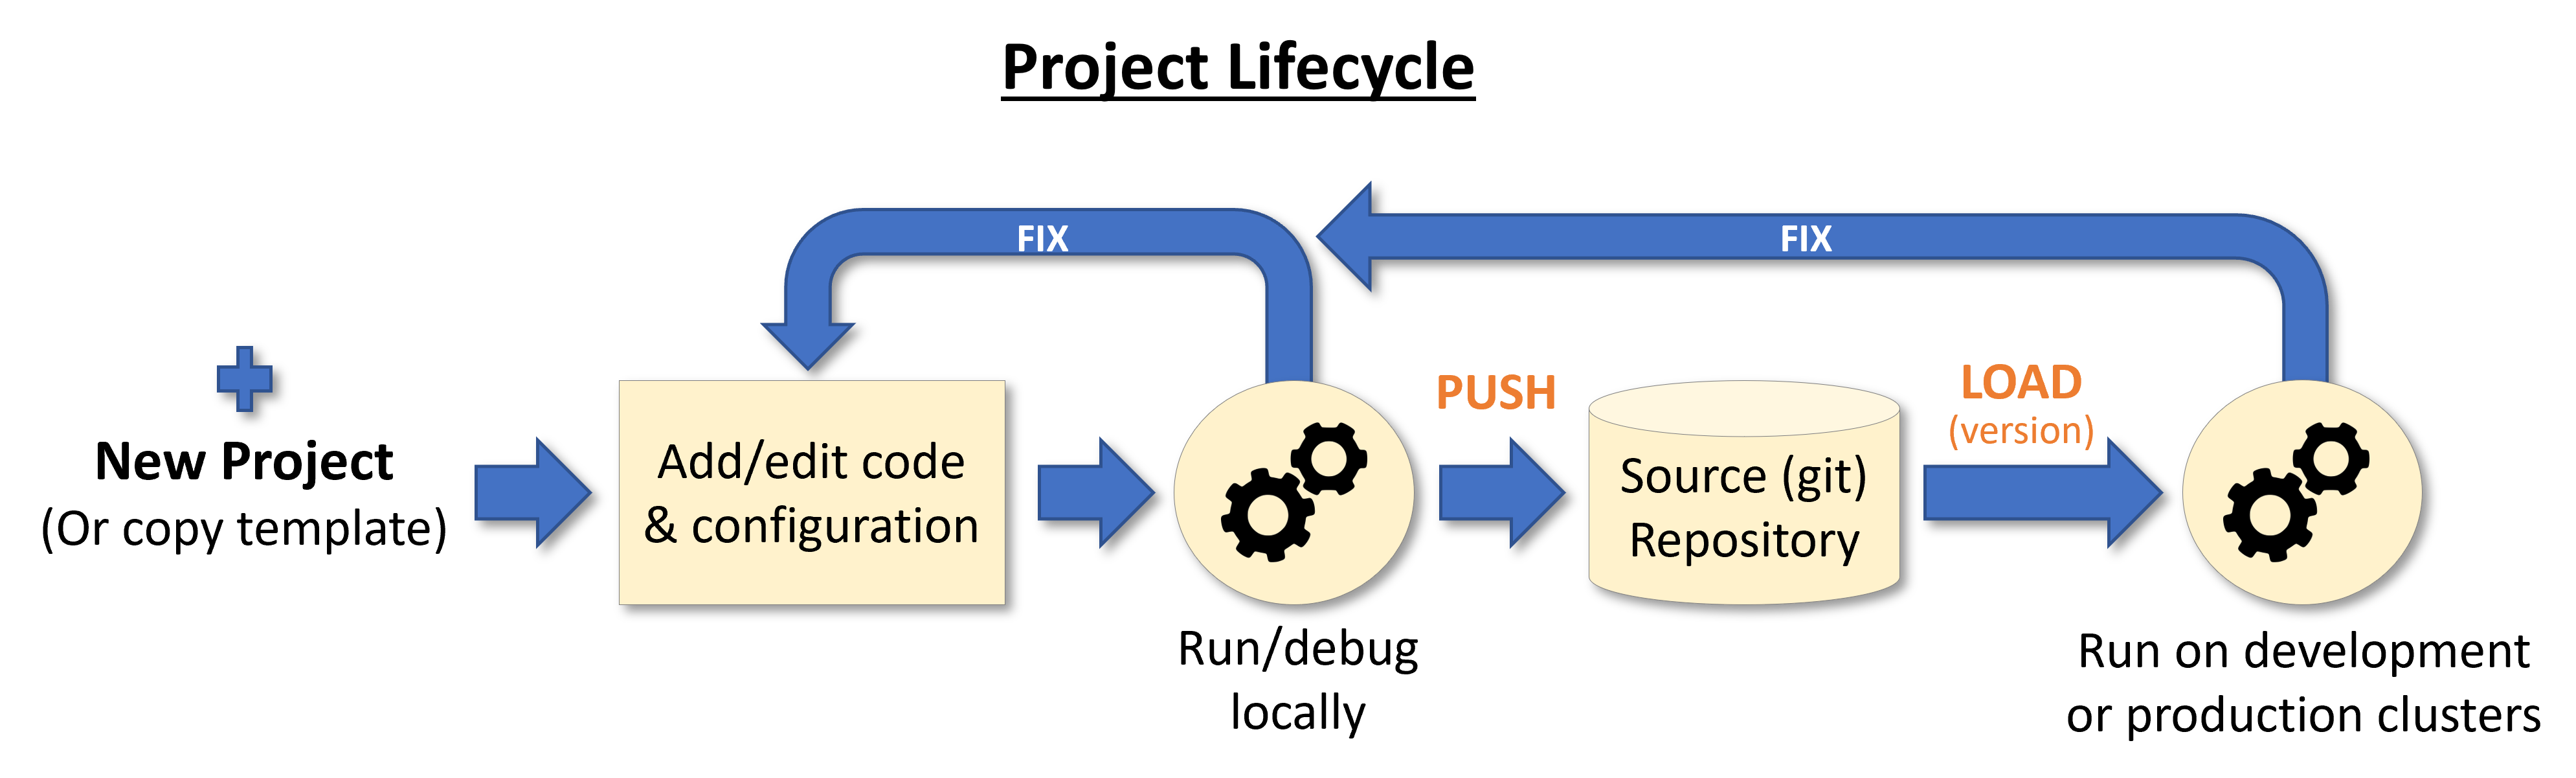 Project Lifecycle
FIX
FIX
New Project
(Or copy template)
Add/edit code
& configuration
Run/debug
locally
PUSH
Source (git)
Repository
LOAD
(version)
Run on development
or production clusters